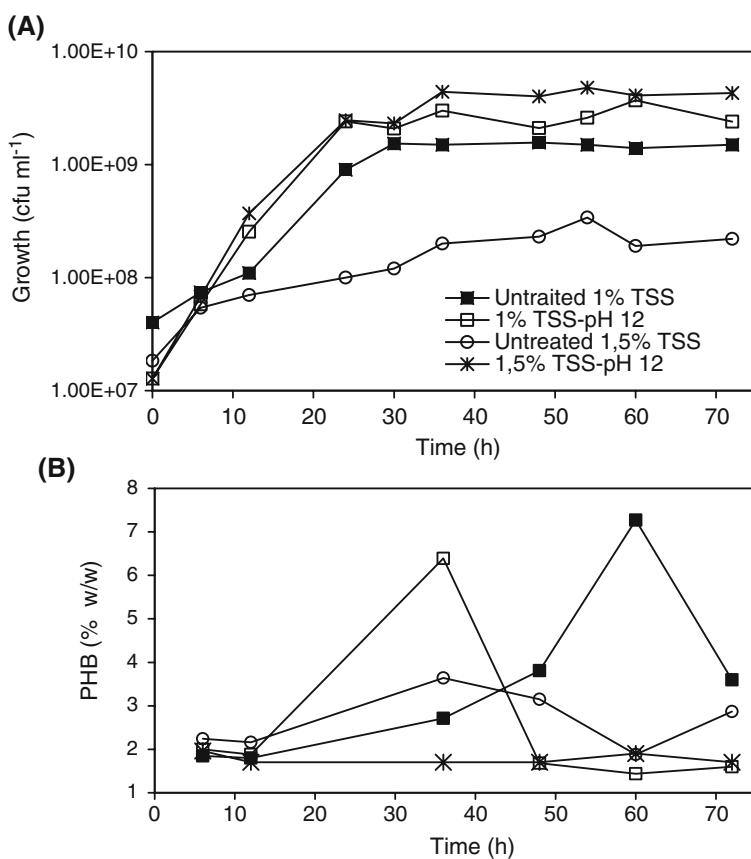 (A)
1.00E+10
1.00E+09
1.00E+08
1.00E+07
Growth (cfu ml-1)
Untraited 1% TSS
1% TSS-pH 12
Untreated 1,5% TSS
1,5% TSS-pH 12
0 10 20 30 40 50 60 70
Time (h)
(B)
8
7
6
5
4
3
2
1
PHB (% w/w)
0 10 20 30 40 50 60 70
Time (h)